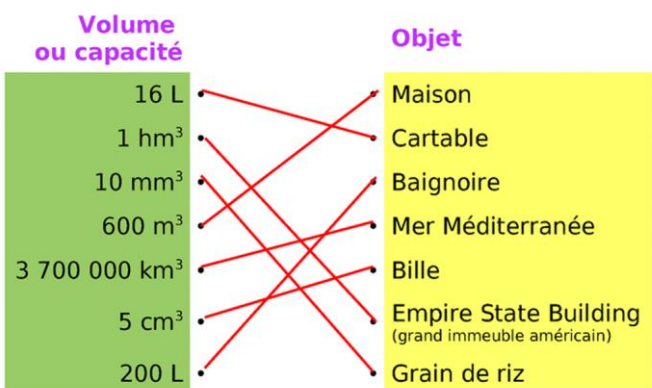 Volume
ou capacité
16 L
1 hm³
10 mm³
600 m³
3 700 000 km³
5 cm³
200 L
Objet
Maison
Cartable
Baignoire
Mer Méditerranée
Bille
Empire State Building
(grand immeuble américain)
Grain de riz